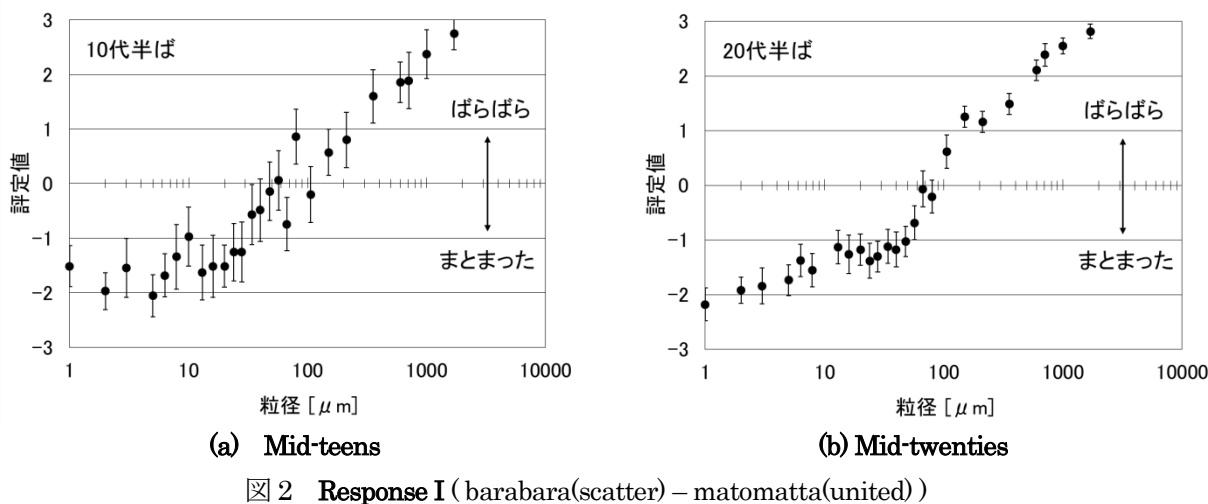 3
2
1
0
−1
−2
−3
10代半ば
ばらばら
まとまった
評定値
1
10
100
1000
10000
粒径 [μm]
(a) Mid-teens
3
2
1
0
−1
−2
−3
20代半ば
ばらばら
まとまった
評定値
1
10
100
1000
10000
粒径 [μm]
(b) Mid-twenties
図 2 Response I ( barabara(scatter) – matomatta(united) )